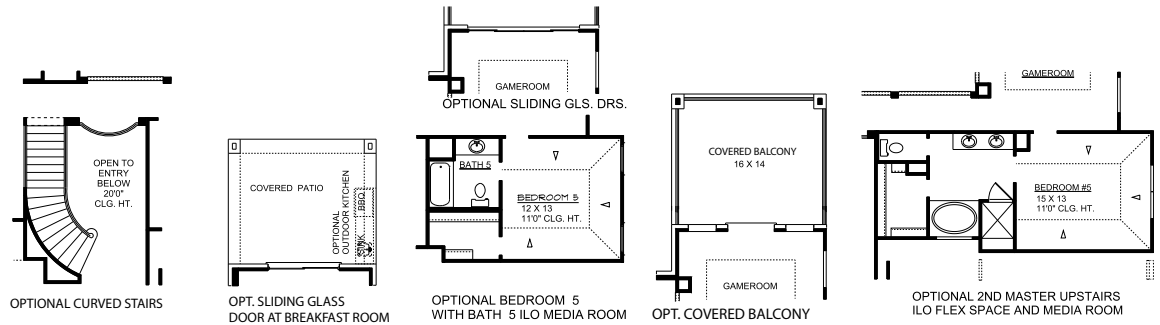 OPEN TO
ENTRY
BELOW
20'0"
CLG. HT.
OPTIONAL CURVED STAIRS
COVERED PATIO
OPTIONAL
OUTDOOR KITCHEN
BBQ
SINK
OPT. SLIDING GLASS
DOOR AT BREAKFAST ROOM
GAMEROOM
OPTIONAL SLIDING GLS. DRS.
BATH 5
BEDROOM 5
12 X 13
11'0" CLG. HT.
OPTIONAL BEDROOM 5
WITH BATH 5 ILO MEDIA ROOM
COVERED BALCONY
16 X 14
GAMEROOM
OPT. COVERED BALCONY
GAMEROOM
BEDROOM #5
15 X 13
11'0" CLG. HT.
OPTIONAL 2ND MASTER UPSTAIRS
ILO FLEX SPACE AND MEDIA ROOM